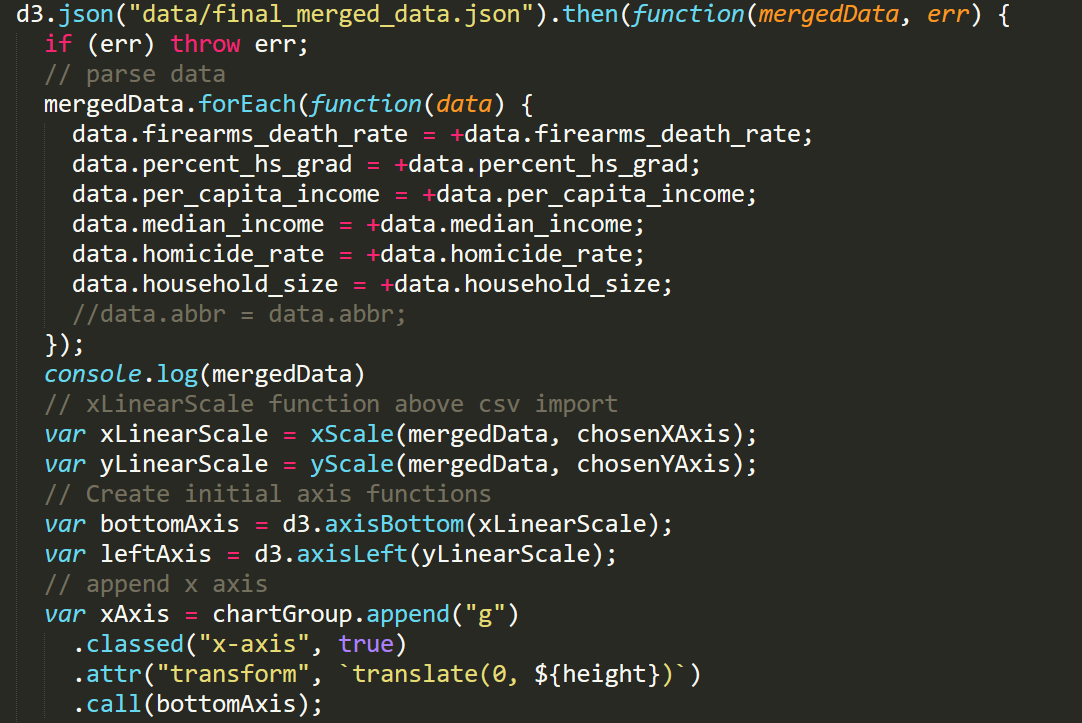 d3.json("data/final_merged_data.json").then(function(mergedData, err) {
if (err) throw err;
// parse data
mergedData.forEach(function(data) {
data.firearms_death_rate = +data.firearms_death_rate;
data.percent_hs_grad = +data.percent_hs_grad;
data.per_capita_income = +data.per_capita_income;
data.median_income = +data.median_income;
data.homicide_rate = +data.homicide_rate;
data.household_size = +data.household_size;
//data.abbr = data.abbr;
});
console.log(mergedData)
// xLinearScale function above csv import
var xLinearScale = xScale(mergedData, chosenXAxis);
var yLinearScale = yScale(mergedData, chosenYAxis);
// Create initial axis functions
var bottomAxis = d3.axisBottom(xLinearScale);
var leftAxis = d3.axisLeft(yLinearScale);
// append x axis
var xAxis = chartGroup.append("g")
.classed("x-axis", true)
.attr("transform", `translate(0, ${height})`)
.call(bottomAxis);